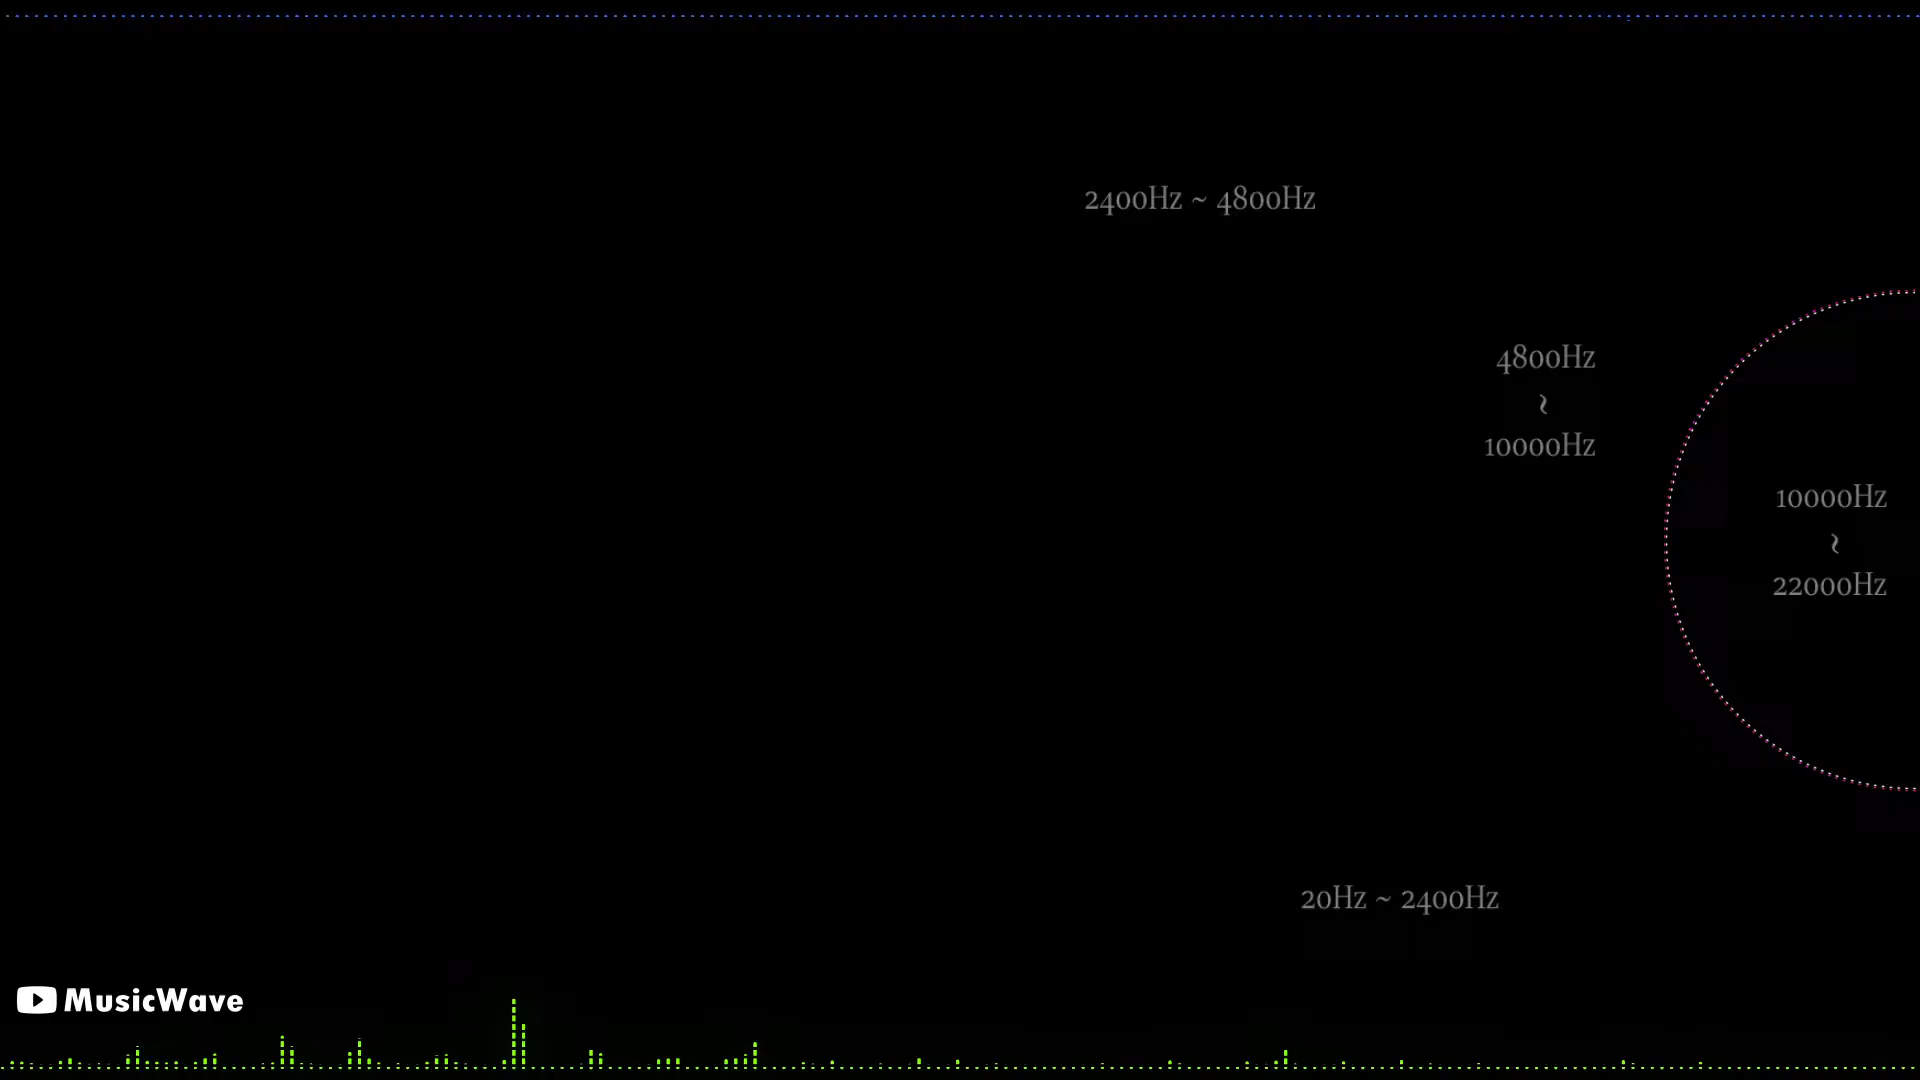 2400Hz ~ 4800Hz
4800Hz
~
10000Hz
10000Hz
~
22000Hz
20Hz ~ 2400Hz
MusicWave